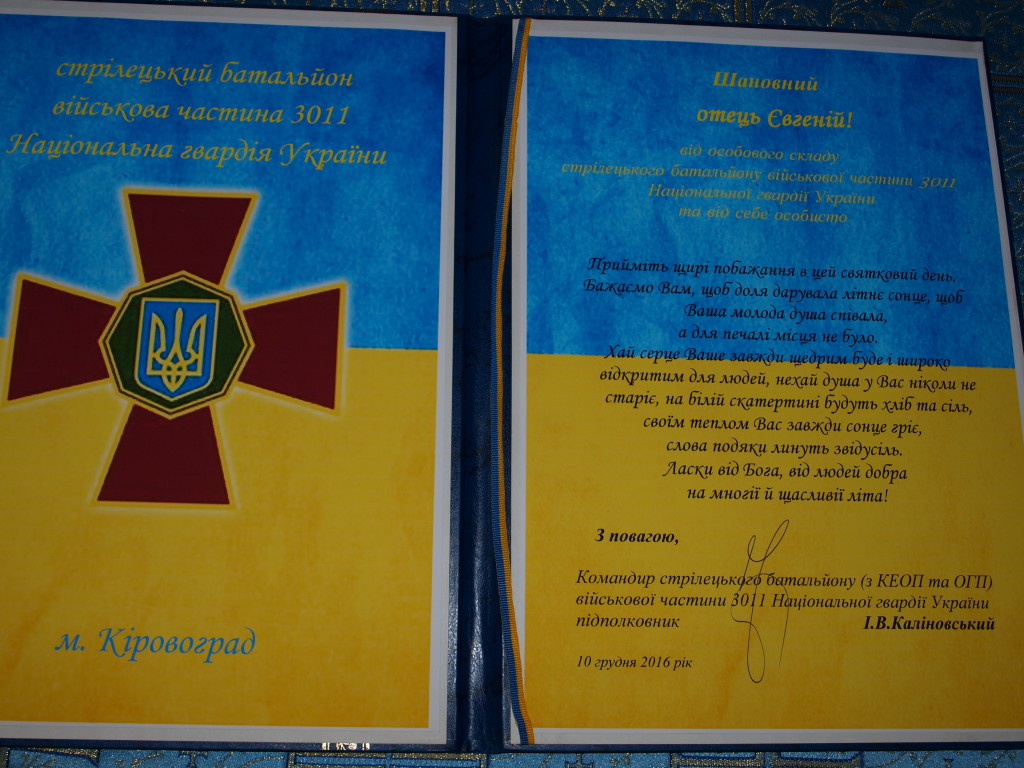 стрілецький батальйон
військова частина 3011
Національна гвардія України
м. Кіровоград
Шановний
отець Євгеній!
від особового складу
стрілецького батальйону військової частини 3011
Національної гвардії України
та від себе особисто
Прийміть щирі побажання в цей святковий день.
Бажаємо Вам, щоб доля дарувала літнє сонце, щоб
Ваша молода душа співала,
а для печалі місця не було.
Хай серце Ваше завжди щедрим буде і широко
відкритим для людей, нехай душа у Вас ніколи не
старіє, на білій скатертині будуть хліб та сіль,
своїм теплом Вас завжди сонце гріє,
слова подяки линуть звідусіль.
Ласки від Бога, від людей добра
на многії й щасливії літа!
З повагою,
Командир стрілецького батальйону (з КЕОП та ОГП)
військової частини 3011 Національної гвардії України
підполковник І.В.Каліновський
10 грудня 2016 рік